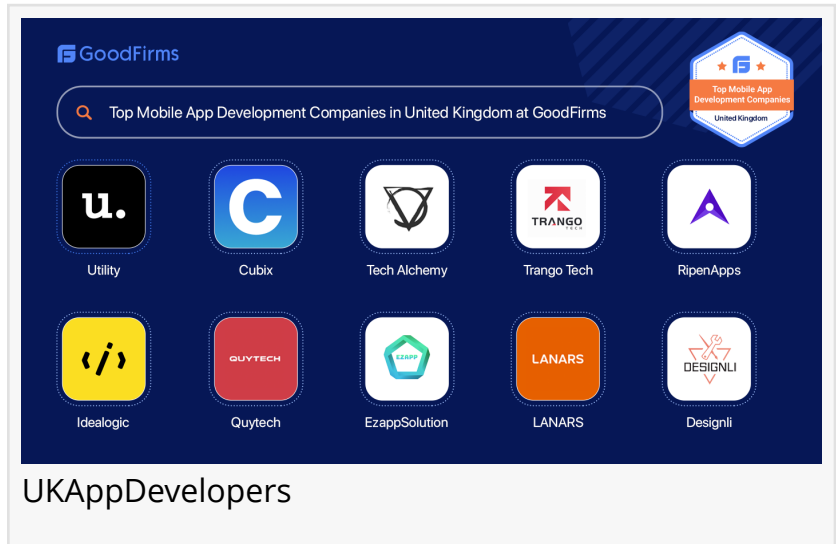 GoodFirms
Top Mobile App Development Companies in United Kingdom at GoodFirms
Top Mobile App
Development Companies
United Kingdom
u.
C
TRANGO
TECH
Utility
Cubix
Tech Alchemy
Trango Tech
RipenApps
QUYTECH
EZAPP
LANARS
DESIGNLI
Idealogic
Quytech
EzappSolution
LANARS
Designli
UKAppDevelopers